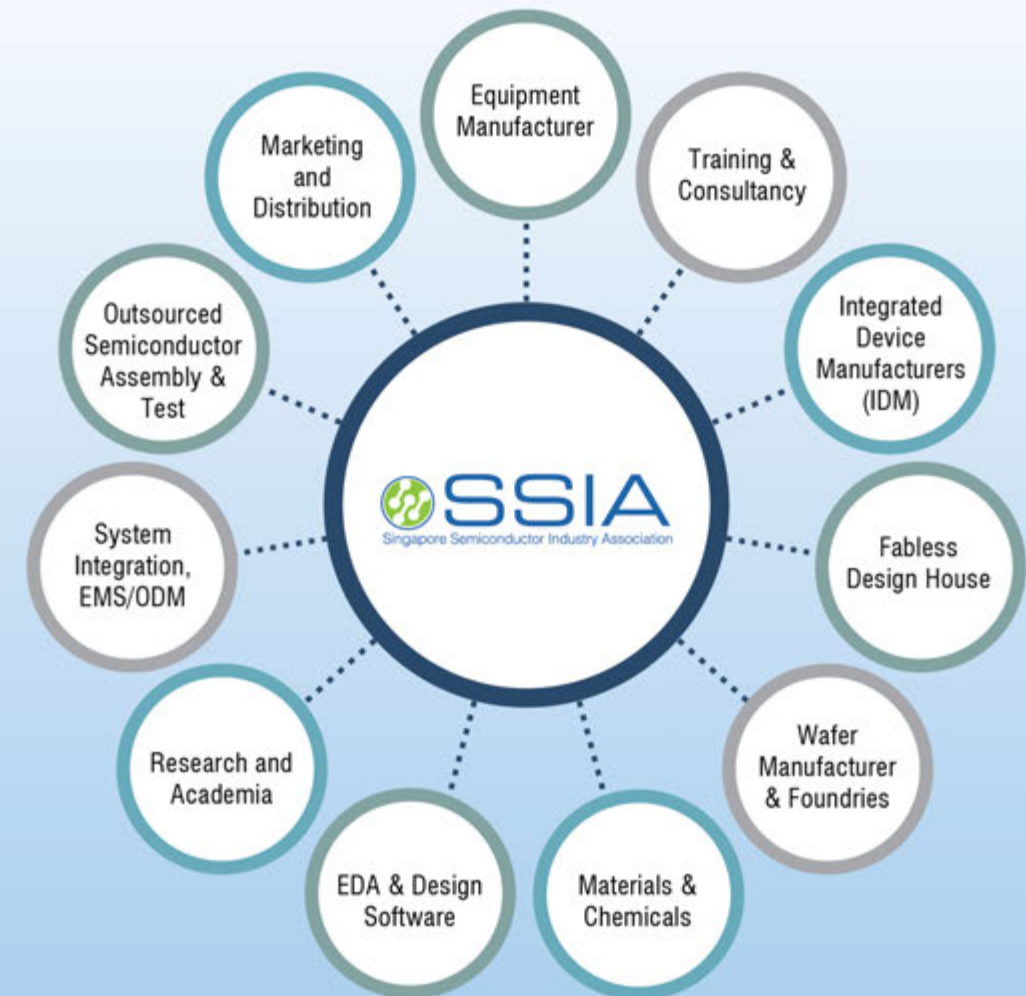 Equipment
Manufacturer
Training &
Consultancy
Integrated
Device
Manufacturers
(IDM)
Fabless
Design House
Wafer
Manufacturer
& Foundries
Materials &
Chemicals
EDA & Design
Software
Research and
Academia
System
Integration,
EMS/ODM
Outsourced
Semiconductor
Assembly &
Test
Marketing
and
Distribution
SSIA
Singapore Semiconductor Industry Association